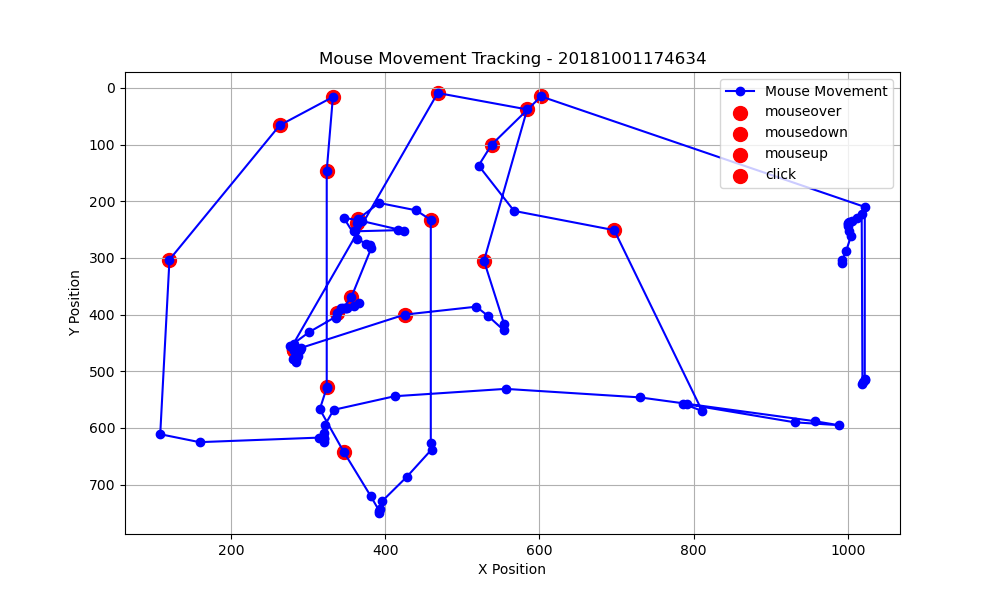 Mouse Movement Tracking - 20181001174634
Mouse Movement
mouseover
mousedown
mouseup
click
0
100
200
300
400
500
600
700
Y Position
200
400
600
800
1000
X Position